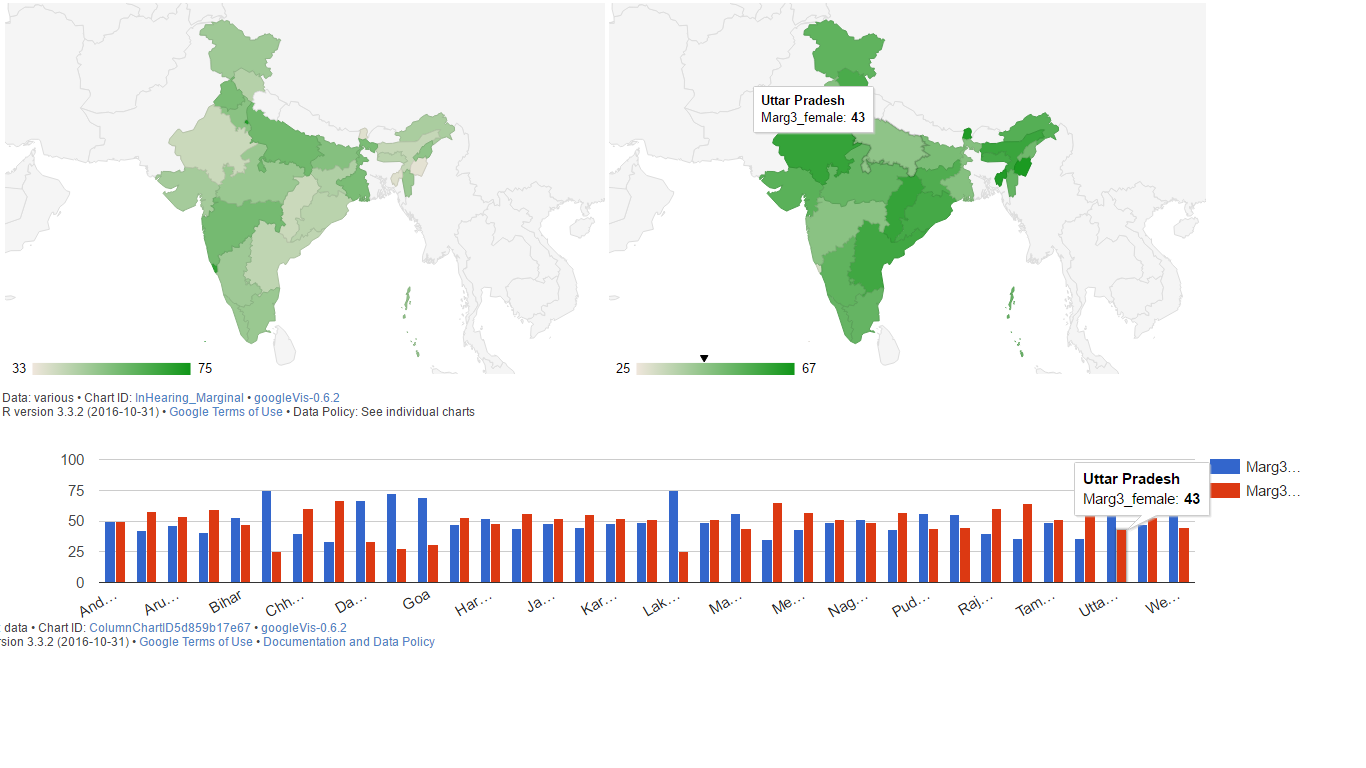 Uttar Pradesh
Marg3_female: 43
33 75
25 67
Data: various • Chart ID: InHearing_Marginal • googleVis-0.6.2
R version 3.3.2 (2016-10-31) • Google Terms of Use • Data Policy: See individual charts
100
75
50
25
0
Marg3...
Marg3...
Uttar Pradesh
Marg3_female: 43
And... Aru... Bihar Chh... Da... Goa Har... Ja... Kar... Lak... Ma... Me... Nag... Pud... Raj... Tam... Utta... We...
: data • Chart ID: ColumnChartID5d859b17e67 • googleVis-0.6.2
rsion 3.3.2 (2016-10-31) • Google Terms of Use • Documentation and Data Policy